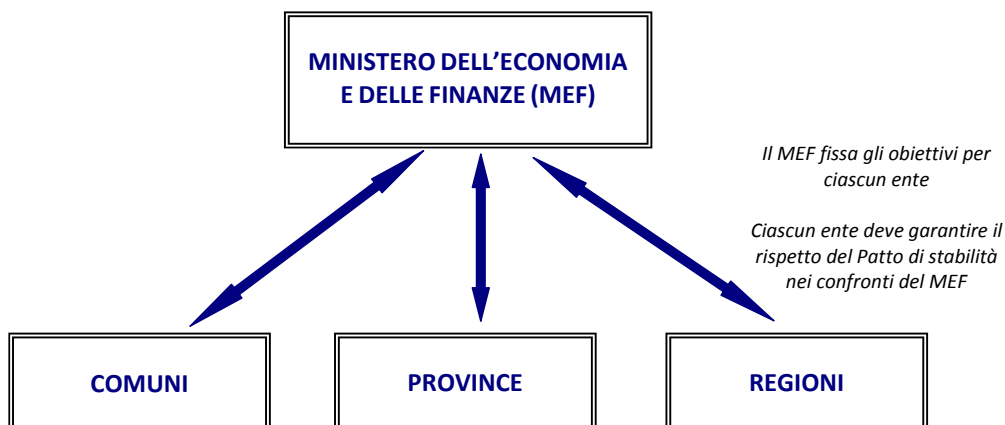 MINISTERO DELL’ECONOMIA
E DELLE FINANZE (MEF)
Il MEF fissa gli obiettivi per
ciascun ente
Ciascun ente deve garantire il
rispetto del Patto di stabilità
nei confronti del MEF
COMUNI
PROVINCE
REGIONI